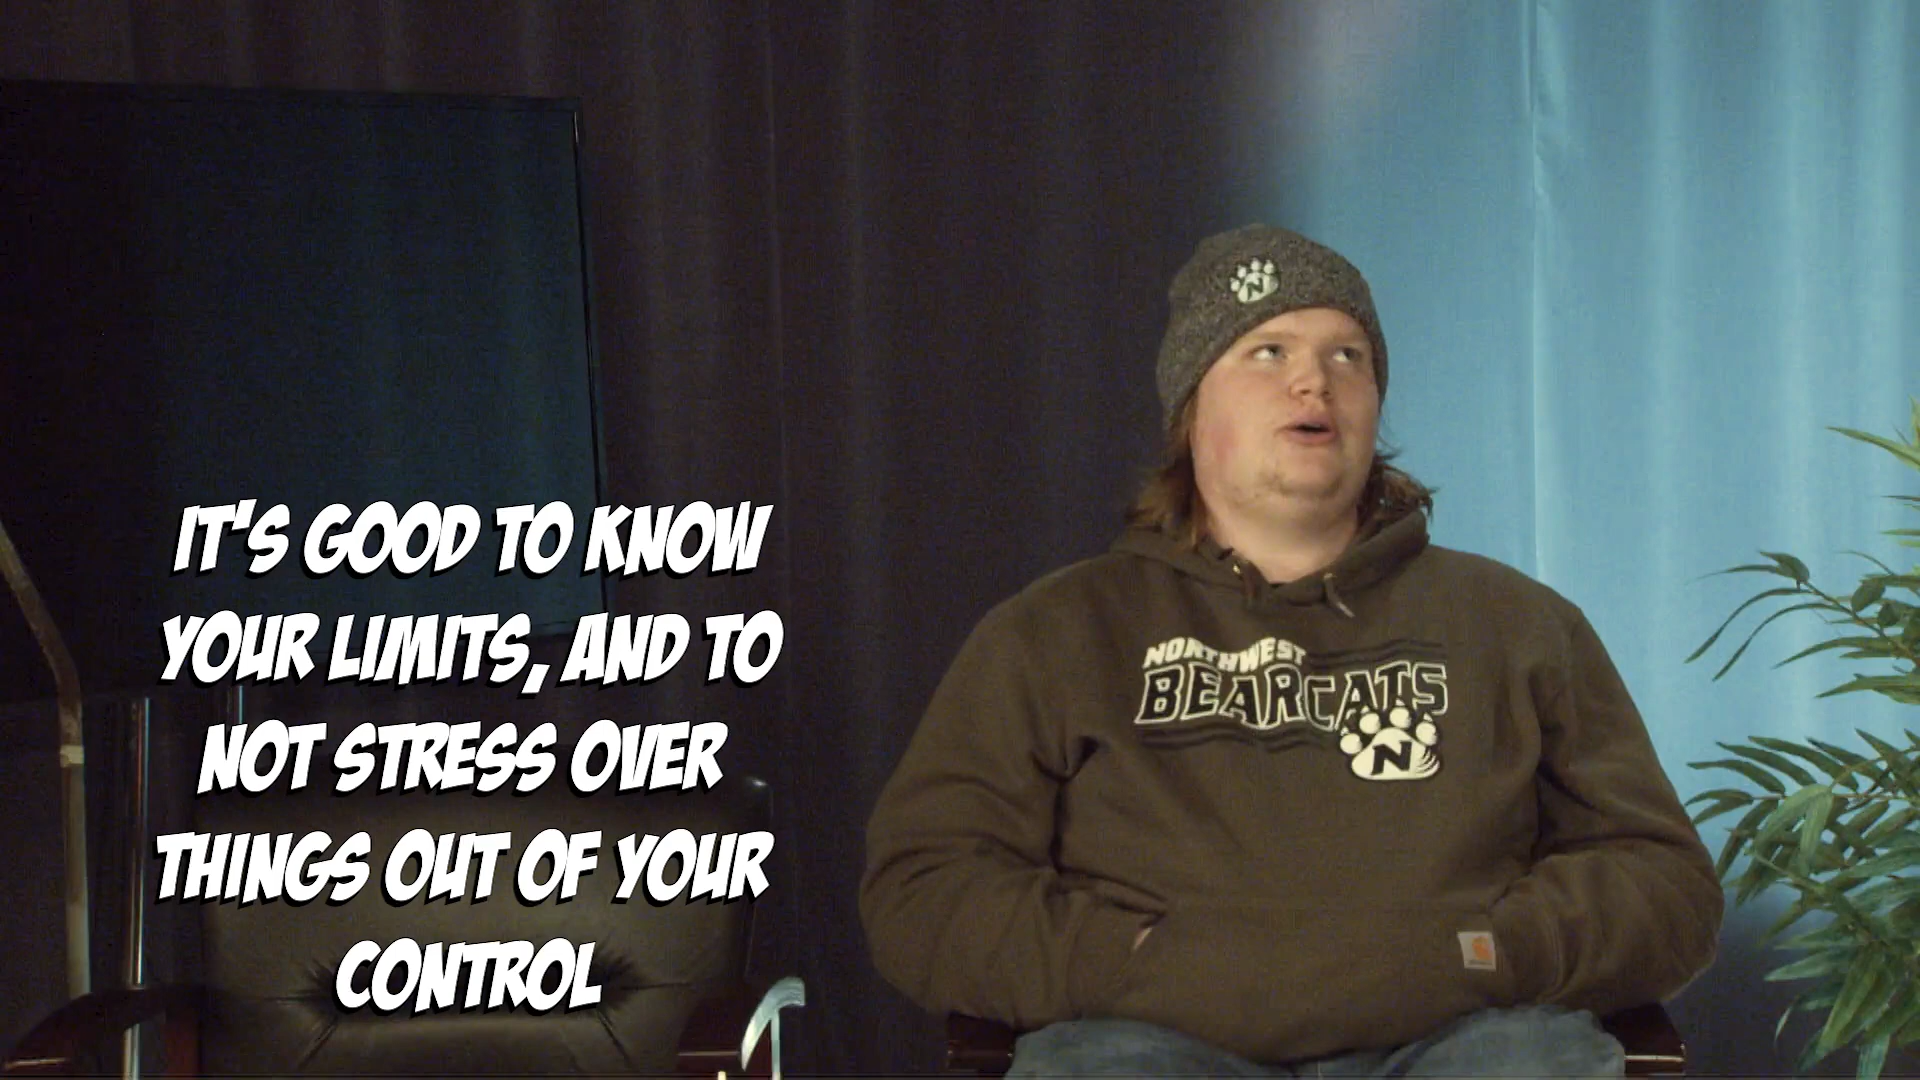 IT'S GOOD TO KNOW
YOUR LIMITS, AND TO
NOT STRESS OVER
THINGS OUT OF YOUR
CONTROL
N
NORTHWEST
BEARCATS
N